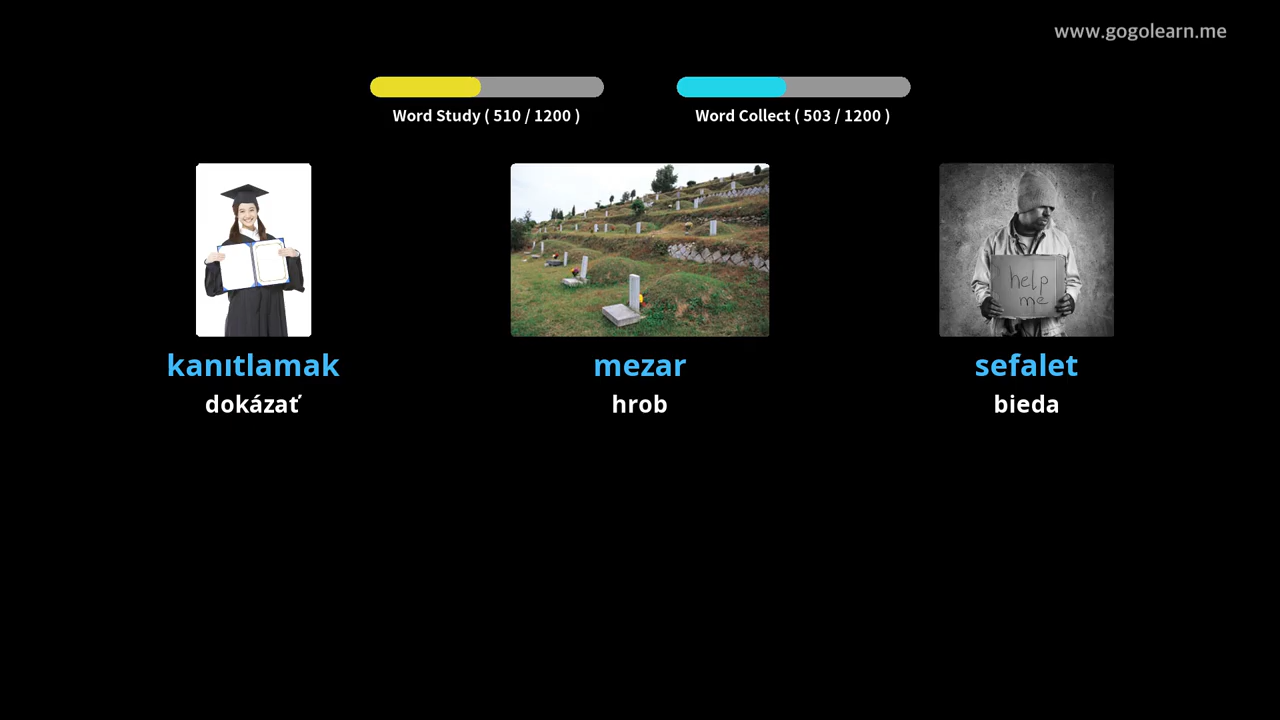 www.gogolearn.me
Word Study ( 510 / 1200 )
Word Collect ( 503 / 1200 )
help
me
kanıtlamak
mezar
sefalet
dokázať
hrob
bieda